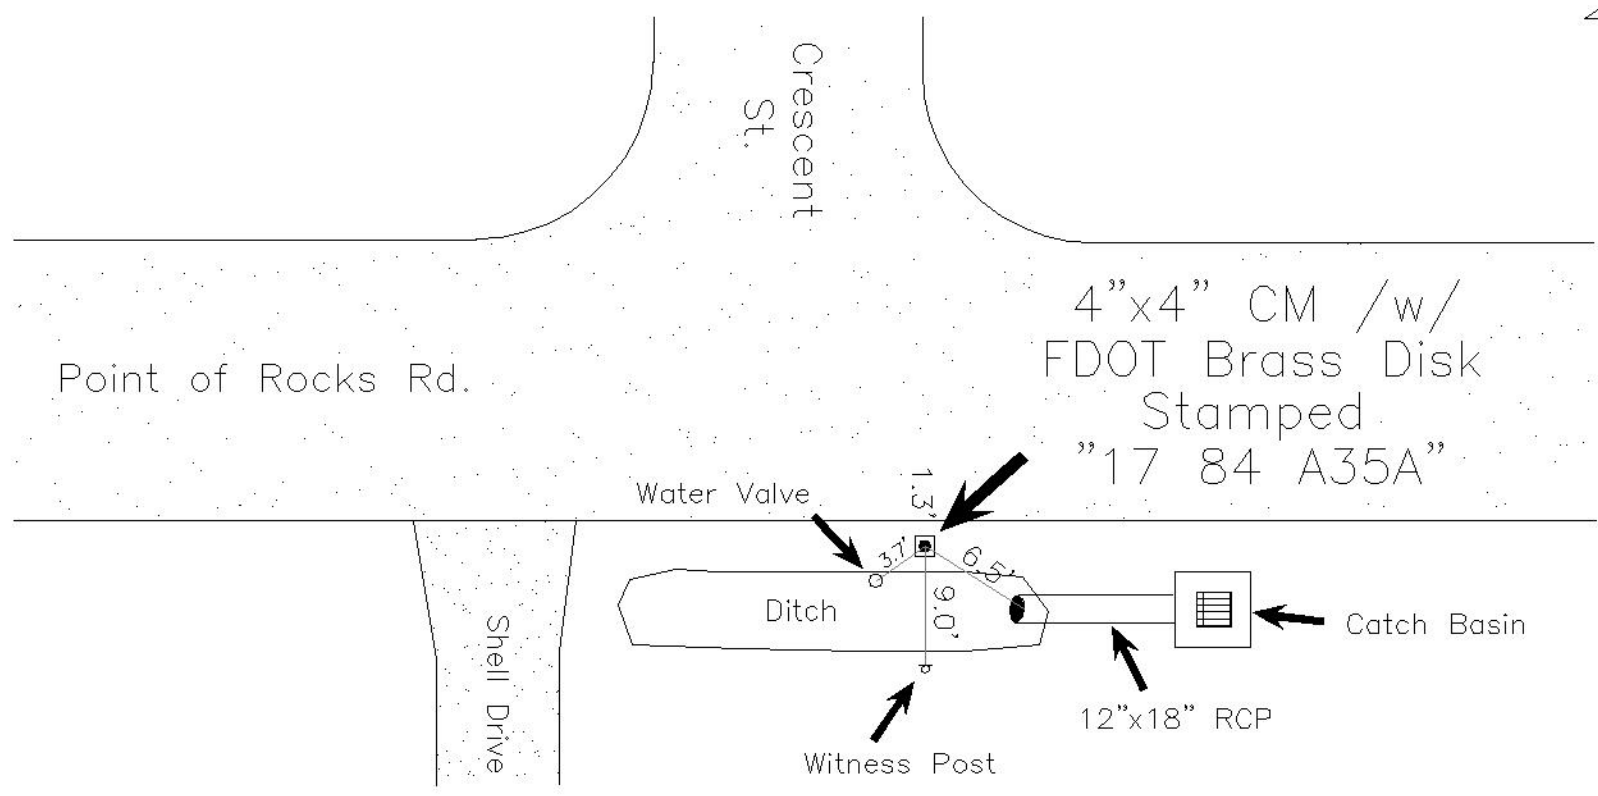 Crescent
St.
4”x4” CM /w/
FDOT Brass Disk
Stamped
”17 84 A35A”
Point of Rocks Rd.
Water Valve
1.3’
3.7’
6.5’
9.0’
Ditch
Shell Drive
Catch Basin
12”x18” RCP
Witness Post